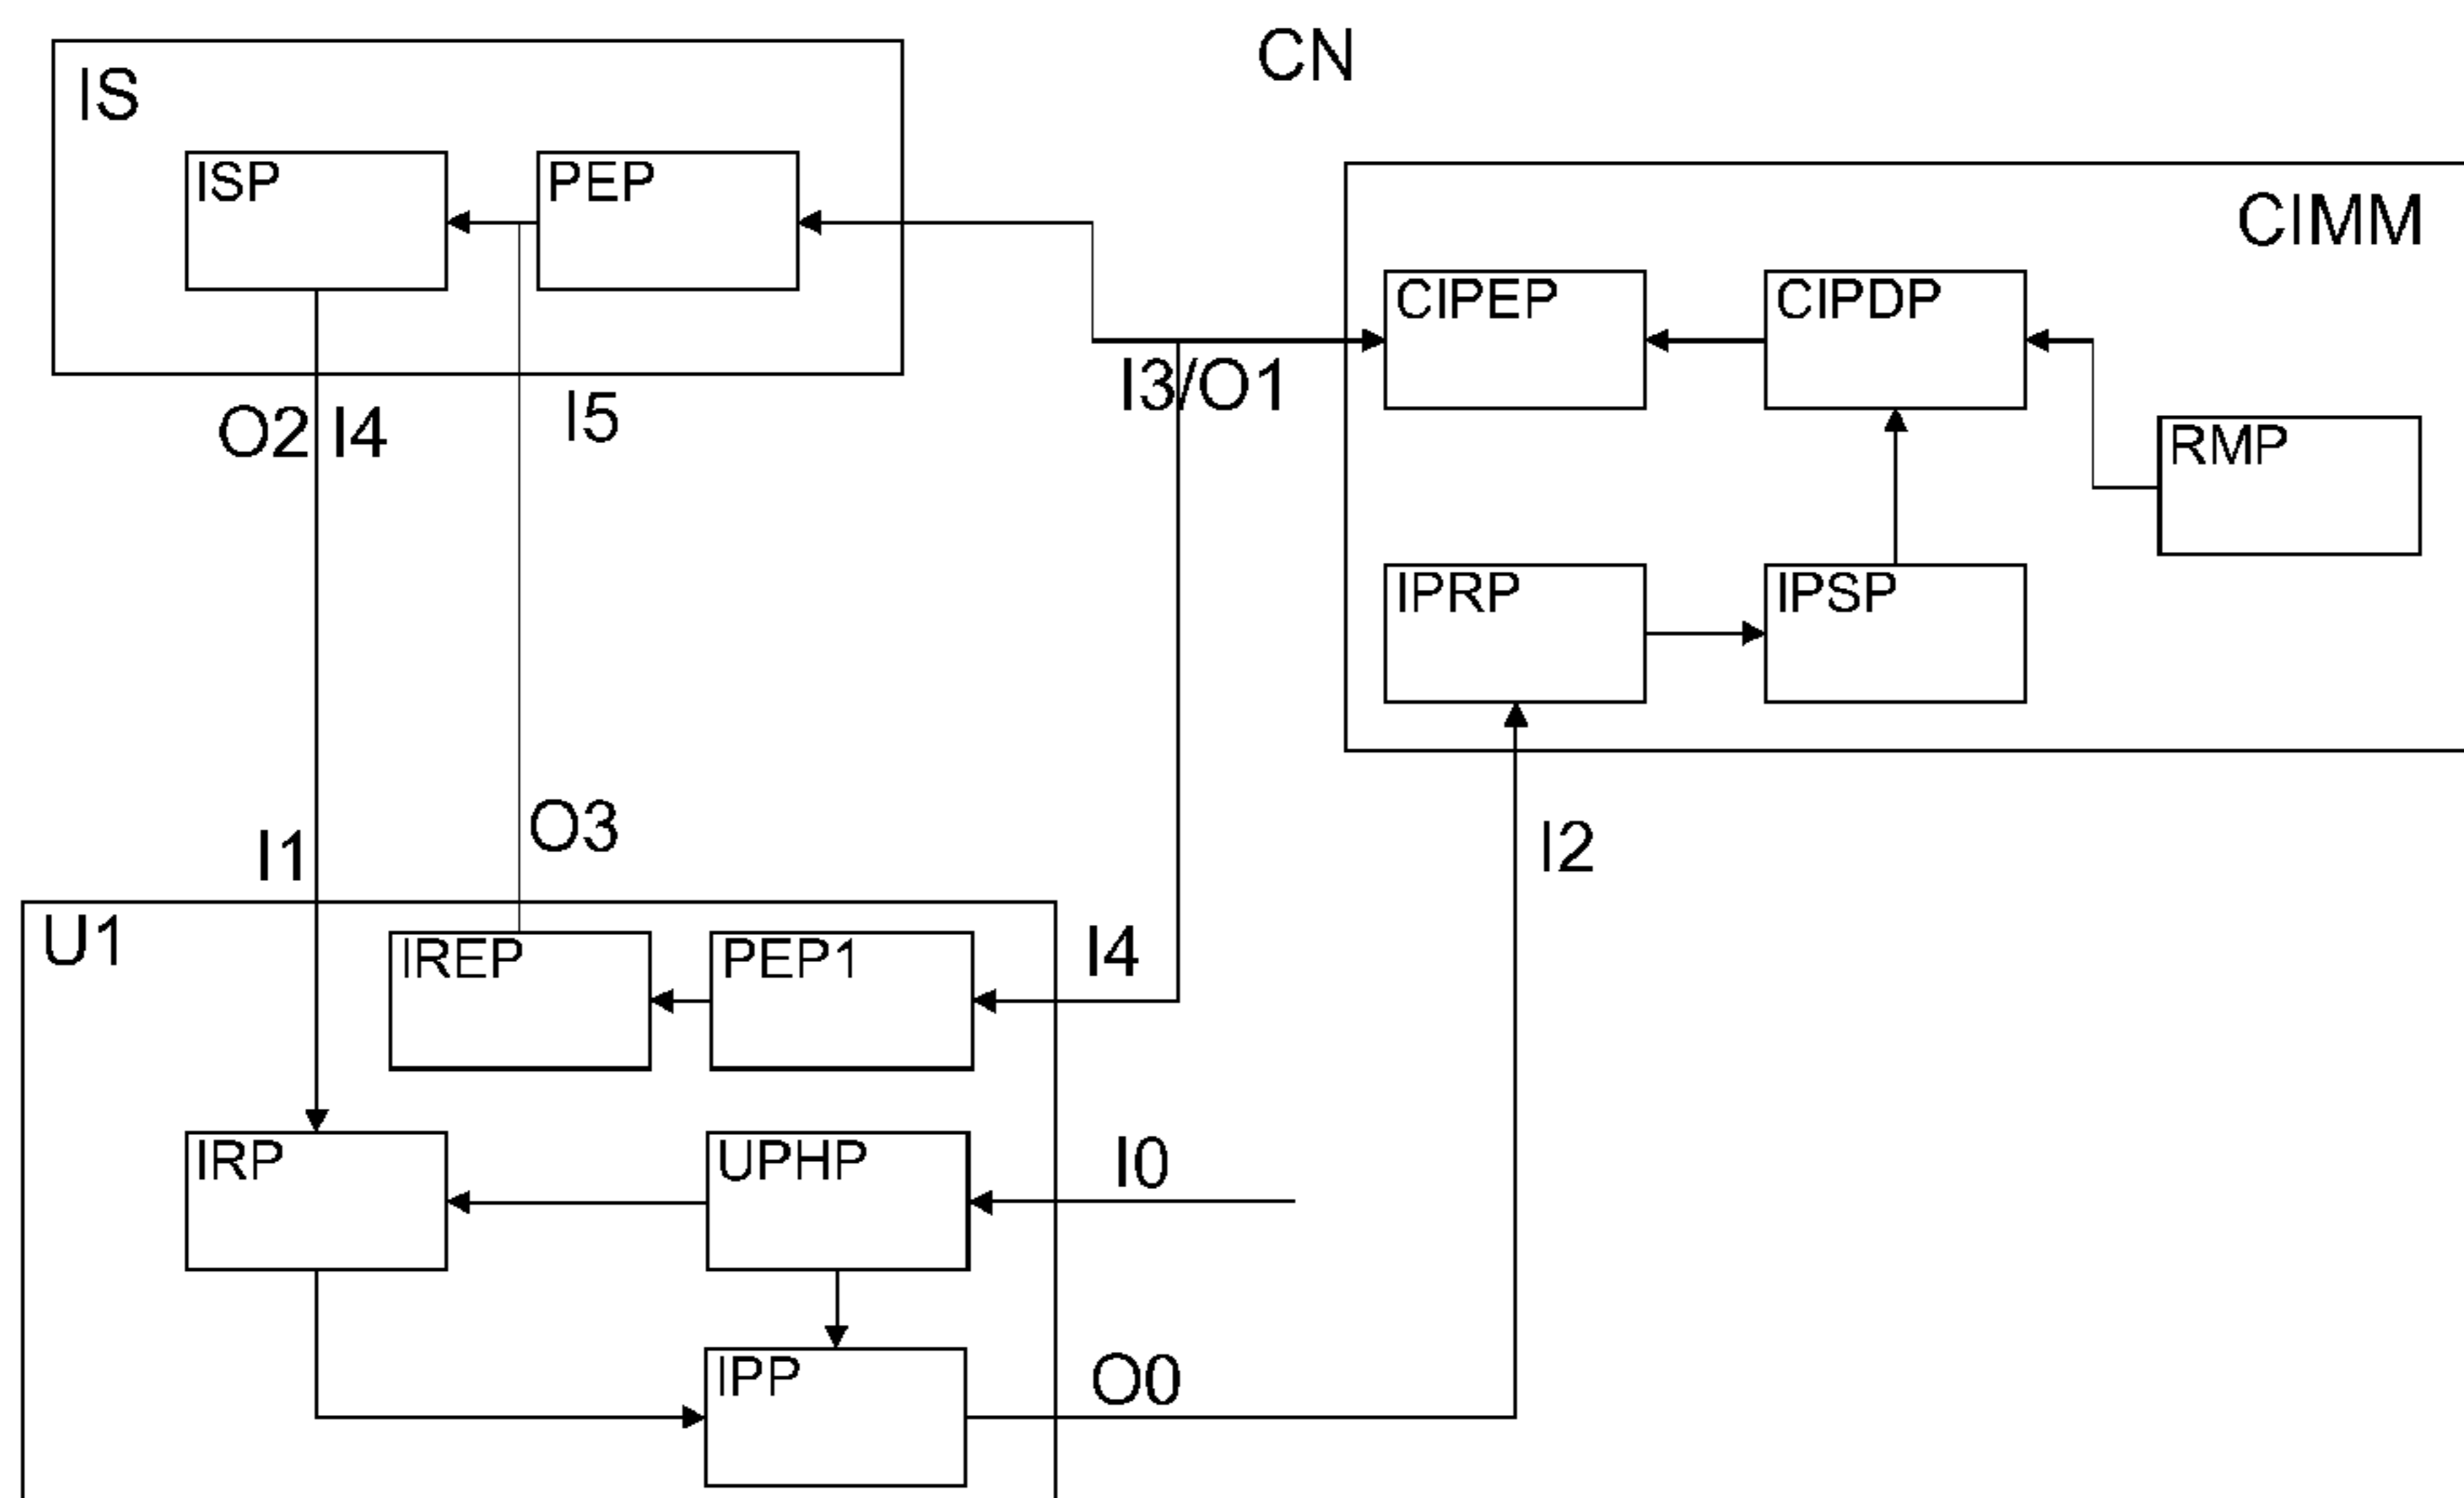 CN
IS
ISP
PEP
CIMM
CIPEP
CIPDP
I3/O1
O2
I4
I5
RMP
IPRP
IPSP
I1
O3
I2
U1
IREP
PEP1
I4
IRP
UPHP
I0
IPP
O0